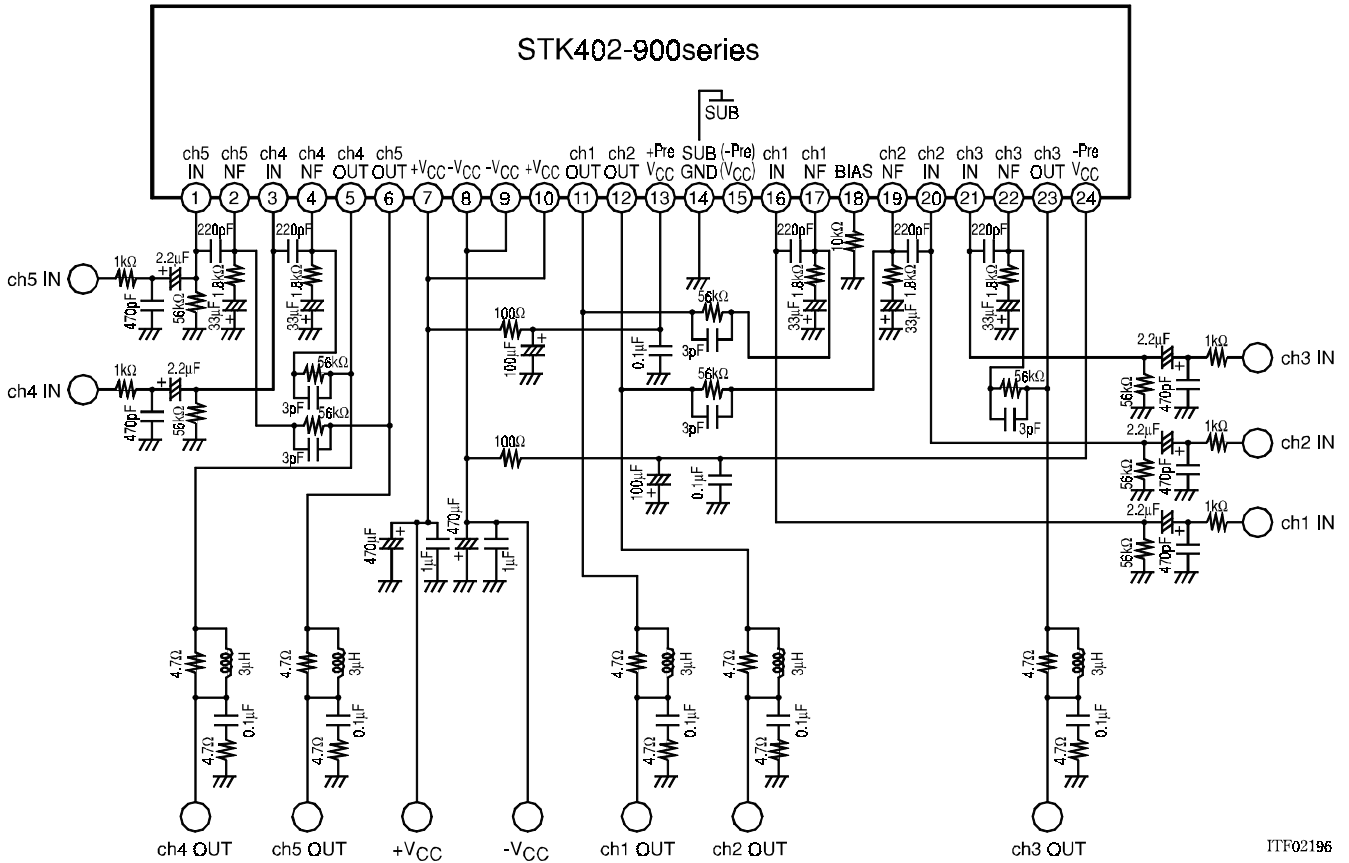 STK402-900series
SUB
ch5 IN
ch5 NF
ch4 IN
ch4 NF
ch4 OUT
ch5 OUT
+VCC
-VCC
-VCC
+VCC
ch1 OUT
ch2 OUT
+Pre VCC
SUB GND
(-Pre) (VCC)
ch1 IN
ch1 NF
BIAS
ch2 NF
ch2 IN
ch3 IN
ch3 NF
ch3 OUT
-Pre VCC
1 2 3 4 5 6 7 8 9 10 11 12 13 14 15 16 17 18 19 20 21 22 23 24
220pF
220pF
220pF
10kΩ
220pF
220pF
ch5 IN
1kΩ
470pF
+
2.2µF
56kΩ
1.8kΩ
33µF
+
1.8kΩ
33µF
+
1.8kΩ
33µF
+
1.8kΩ
33µF
+
1.8kΩ
33µF
+
ch4 IN
1kΩ
470pF
+
2.2µF
56kΩ
56kΩ
3pF
56kΩ
3pF
100Ω
100µF
+
0.1µF
56kΩ
3pF
56kΩ
3pF
56kΩ
3pF
2.2µF
+
56kΩ
470pF
1kΩ
ch3 IN
2.2µF
+
56kΩ
470pF
1kΩ
ch2 IN
2.2µF
+
56kΩ
470pF
1kΩ
ch1 IN
100Ω
100µF
+
0.1µF
470µF
+
1µF
470µF
+
1µF
4.7Ω
3µH
0.1µF
4.7Ω
4.7Ω
3µH
0.1µF
4.7Ω
4.7Ω
3µH
0.1µF
4.7Ω
4.7Ω
3µH
0.1µF
4.7Ω
4.7Ω
3µH
0.1µF
4.7Ω
ch4 OUT
ch5 OUT
+VCC
-VCC
ch1 OUT
ch2 OUT
ch3 OUT
ITF02196